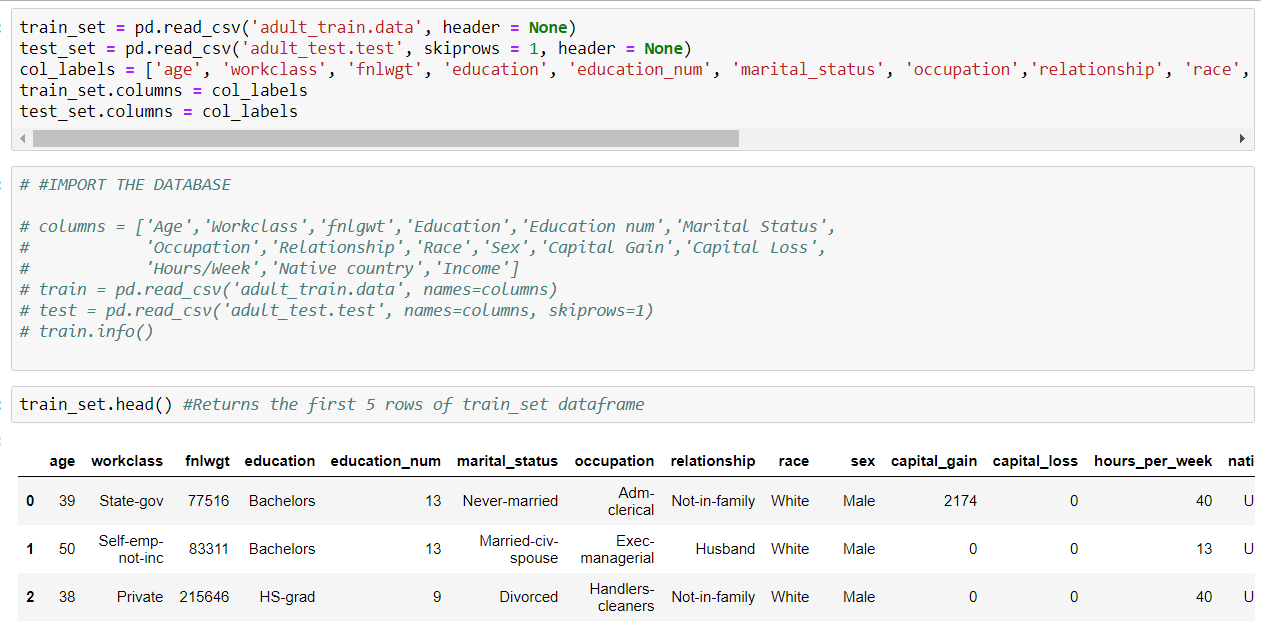 train_set = pd.read_csv('adult_train.data', header = None)
test_set = pd.read_csv('adult_test.test', skiprows = 1, header = None)
col_labels = ['age', 'workclass', 'fnlwgt', 'education', 'education_num', 'marital_status', 'occupation','relationship', 'race',
train_set.columns = col_labels
test_set.columns = col_labels
# #IMPORT THE DATABASE
# columns = ['Age','Workclass','fnlgwt','Education','Education num','Marital Status',
# 'Occupation','Relationship','Race','Sex','Capital Gain','Capital Loss',
# 'Hours/Week','Native country','Income']
# train = pd.read_csv('adult_train.data', names=columns)
# test = pd.read_csv('adult_test.test', names=columns, skiprows=1)
# train.info()
train_set.head() #Returns the first 5 rows of train_set dataframe
age workclass fnlwgt education education_num marital_status occupation relationship race sex capital_gain capital_loss hours_per_week nati
0 39 State-gov 77516 Bachelors 13 Never-married Adm-clerical Not-in-family White Male 2174 0 40 U
1 50 Self-emp-not-inc 83311 Bachelors 13 Married-civ-spouse Exec-managerial Husband White Male 0 0 13 U
2 38 Private 215646 HS-grad 9 Divorced Handlers-cleaners Not-in-family White Male 0 0 40 U